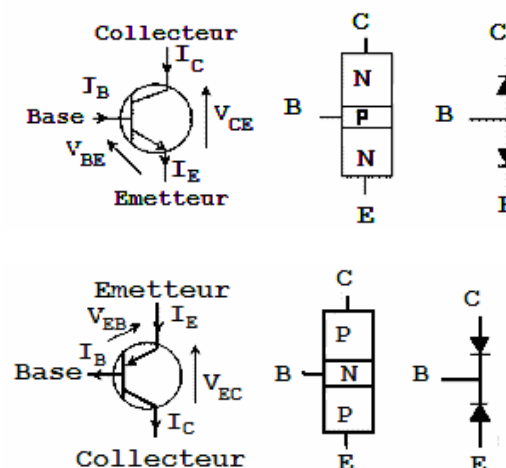 Collecteur
I_C
I_B
Base
V_CE
V_BE
I_E
Emetteur
C
N
B
P
N
E
C
B
E
Emetteur
V_EB
I_E
I_B
Base
V_EC
I_C
Collecteur
C
P
B
N
P
E
C
B
E